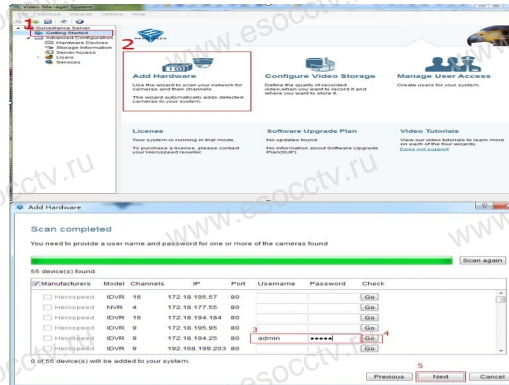 Video Manager System
File Presence Playback Options Help
1
Surveillance Server
Getting Started
Advanced Configuration
Hardware Devices
Storage Information
Server Access
Users
Services
2
Add Hardware
Use the wizard to scan your network for
cameras and their channels.
The wizard automatically adds detected
cameras to your system.
Configure Video Storage
Define the quality of recorded
video,when you want to record it and
where you want to store it.
Manage User Access
Create users for your system.
License
Your system is running in trial mode.
To purchase a license, please contact
your Herospeed reseller.
Software Upgrade Plan
No updates found
No information about Software Upgrade
Plan(SUP)
Video Tutorials
View our video tutorials to learn more
on each of the four wizards.
Does not support
www.esocctv.ru
Add Hardware
Scan completed
You need to provide a user name and password for one or more of the cameras found
Scan again
55 device(s) found.
Manufacturers Model Channels IP Port Username Password Check
Herospeed IDVR 16 172.18.195.57 80 Go
Herospeed NVR 4 172.18.177.55 80 Go
Herospeed IDVR 16 172.18.194.184 80 Go
Herospeed IDVR 9 172.18.195.95 80 Go
3 4
Herospeed IDVR 9 172.18.194.25 80 admin ••••• Go
Herospeed IDVR 9 192.168.199.203 80 Go
0 of 55 device(s) will be added to your system.
5
Previous Next Cancel